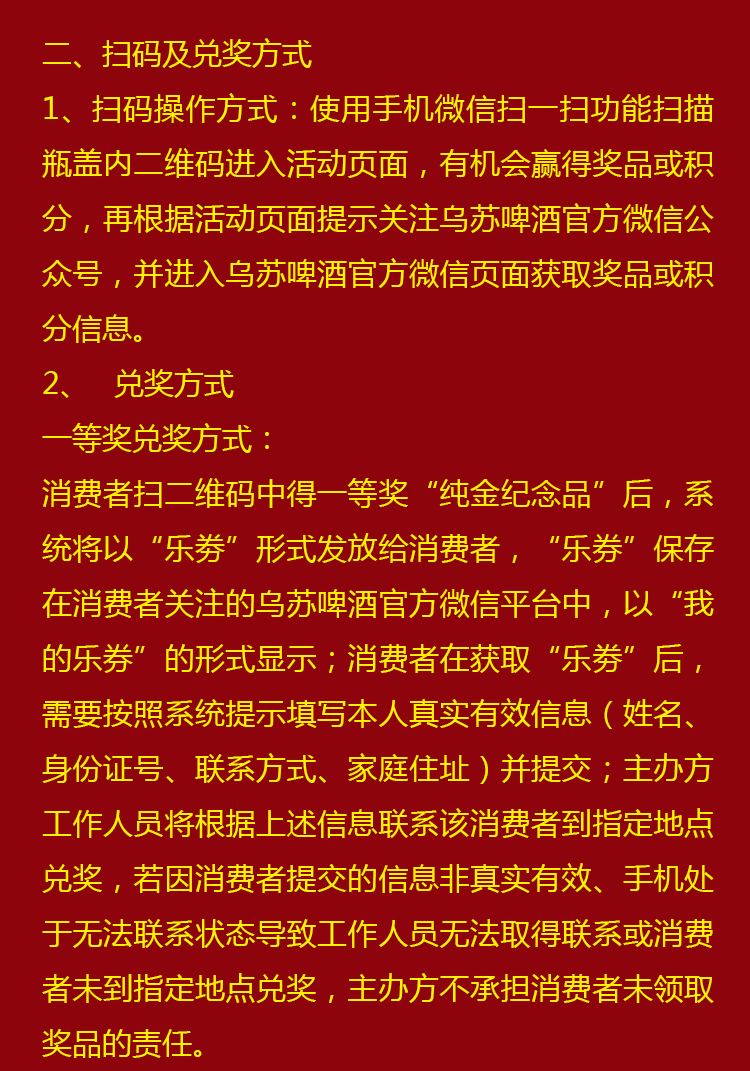 二、扫码及兑奖方式
1、扫码操作方式：使用手机微信扫一扫功能扫描
瓶盖内二维码进入活动页面，有机会赢得奖品或积
分，再根据活动页面提示关注乌苏啤酒官方微信公
众号，并进入乌苏啤酒官方微信页面获取奖品或积
分信息。
2、 兑奖方式
一等奖兑奖方式：
消费者扫二维码中得一等奖“纯金纪念品”后，系
统将以“乐劵”形式发放给消费者，“乐券”保存
在消费者关注的乌苏啤酒官方微信平台中，以“我
的乐券”的形式显示；消费者在获取“乐劵”后，
需要按照系统提示填写本人真实有效信息（姓名、
身份证号、联系方式、家庭住址）并提交；主办方
工作人员将根据上述信息联系该消费者到指定地点
兑奖，若因消费者提交的信息非真实有效、手机处
于无法联系状态导致工作人员无法取得联系或消费
者未到指定地点兑奖，主办方不承担消费者未领取
奖品的责任。